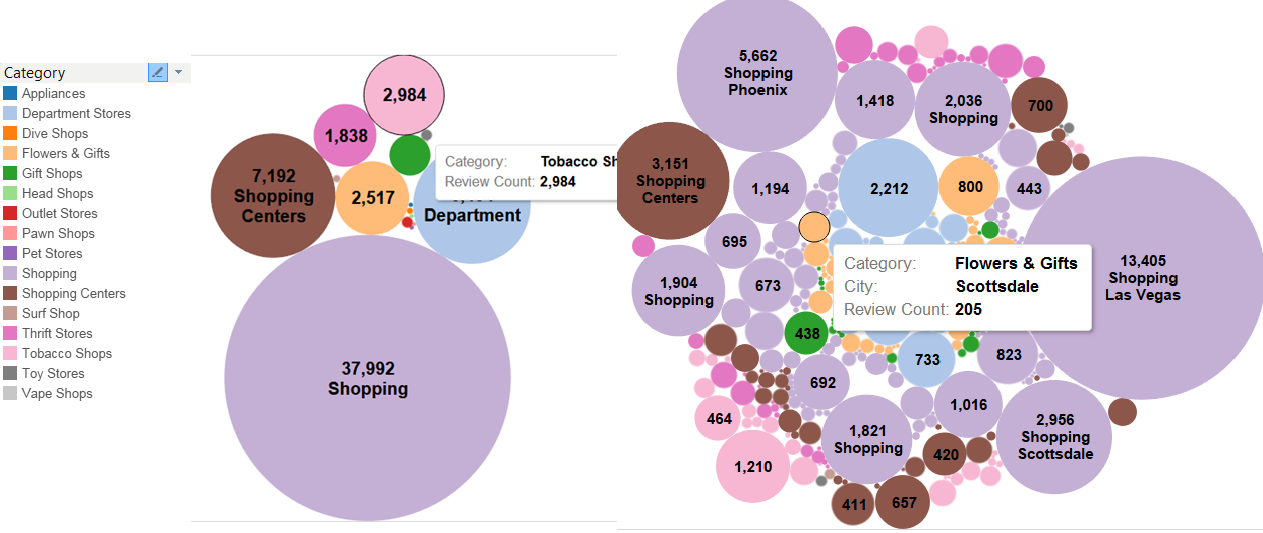 Category
Appliances
Department Stores
Dive Shops
Flowers & Gifts
Gift Shops
Head Shops
Outlet Stores
Pawn Shops
Pet Stores
Shopping
Shopping Centers
Surf Shop
Thrift Stores
Tobacco Shops
Toy Stores
Vape Shops
2,984
1,838
7,192
Shopping
Centers
2,517
Department
Category: Tobacco Sh
Review Count: 2,984
37,992
Shopping
5,662
Shopping
Phoenix
1,418
2,036
Shopping
700
3,151
Shopping
Centers
1,194
2,212
800
443
695
13,405
Shopping
Las Vegas
1,904
Shopping
673
Category: Flowers & Gifts
City: Scottsdale
Review Count: 205
438
733
823
692
464
1,016
2,956
Shopping
Scottsdale
1,821
Shopping
420
1,210
411
657